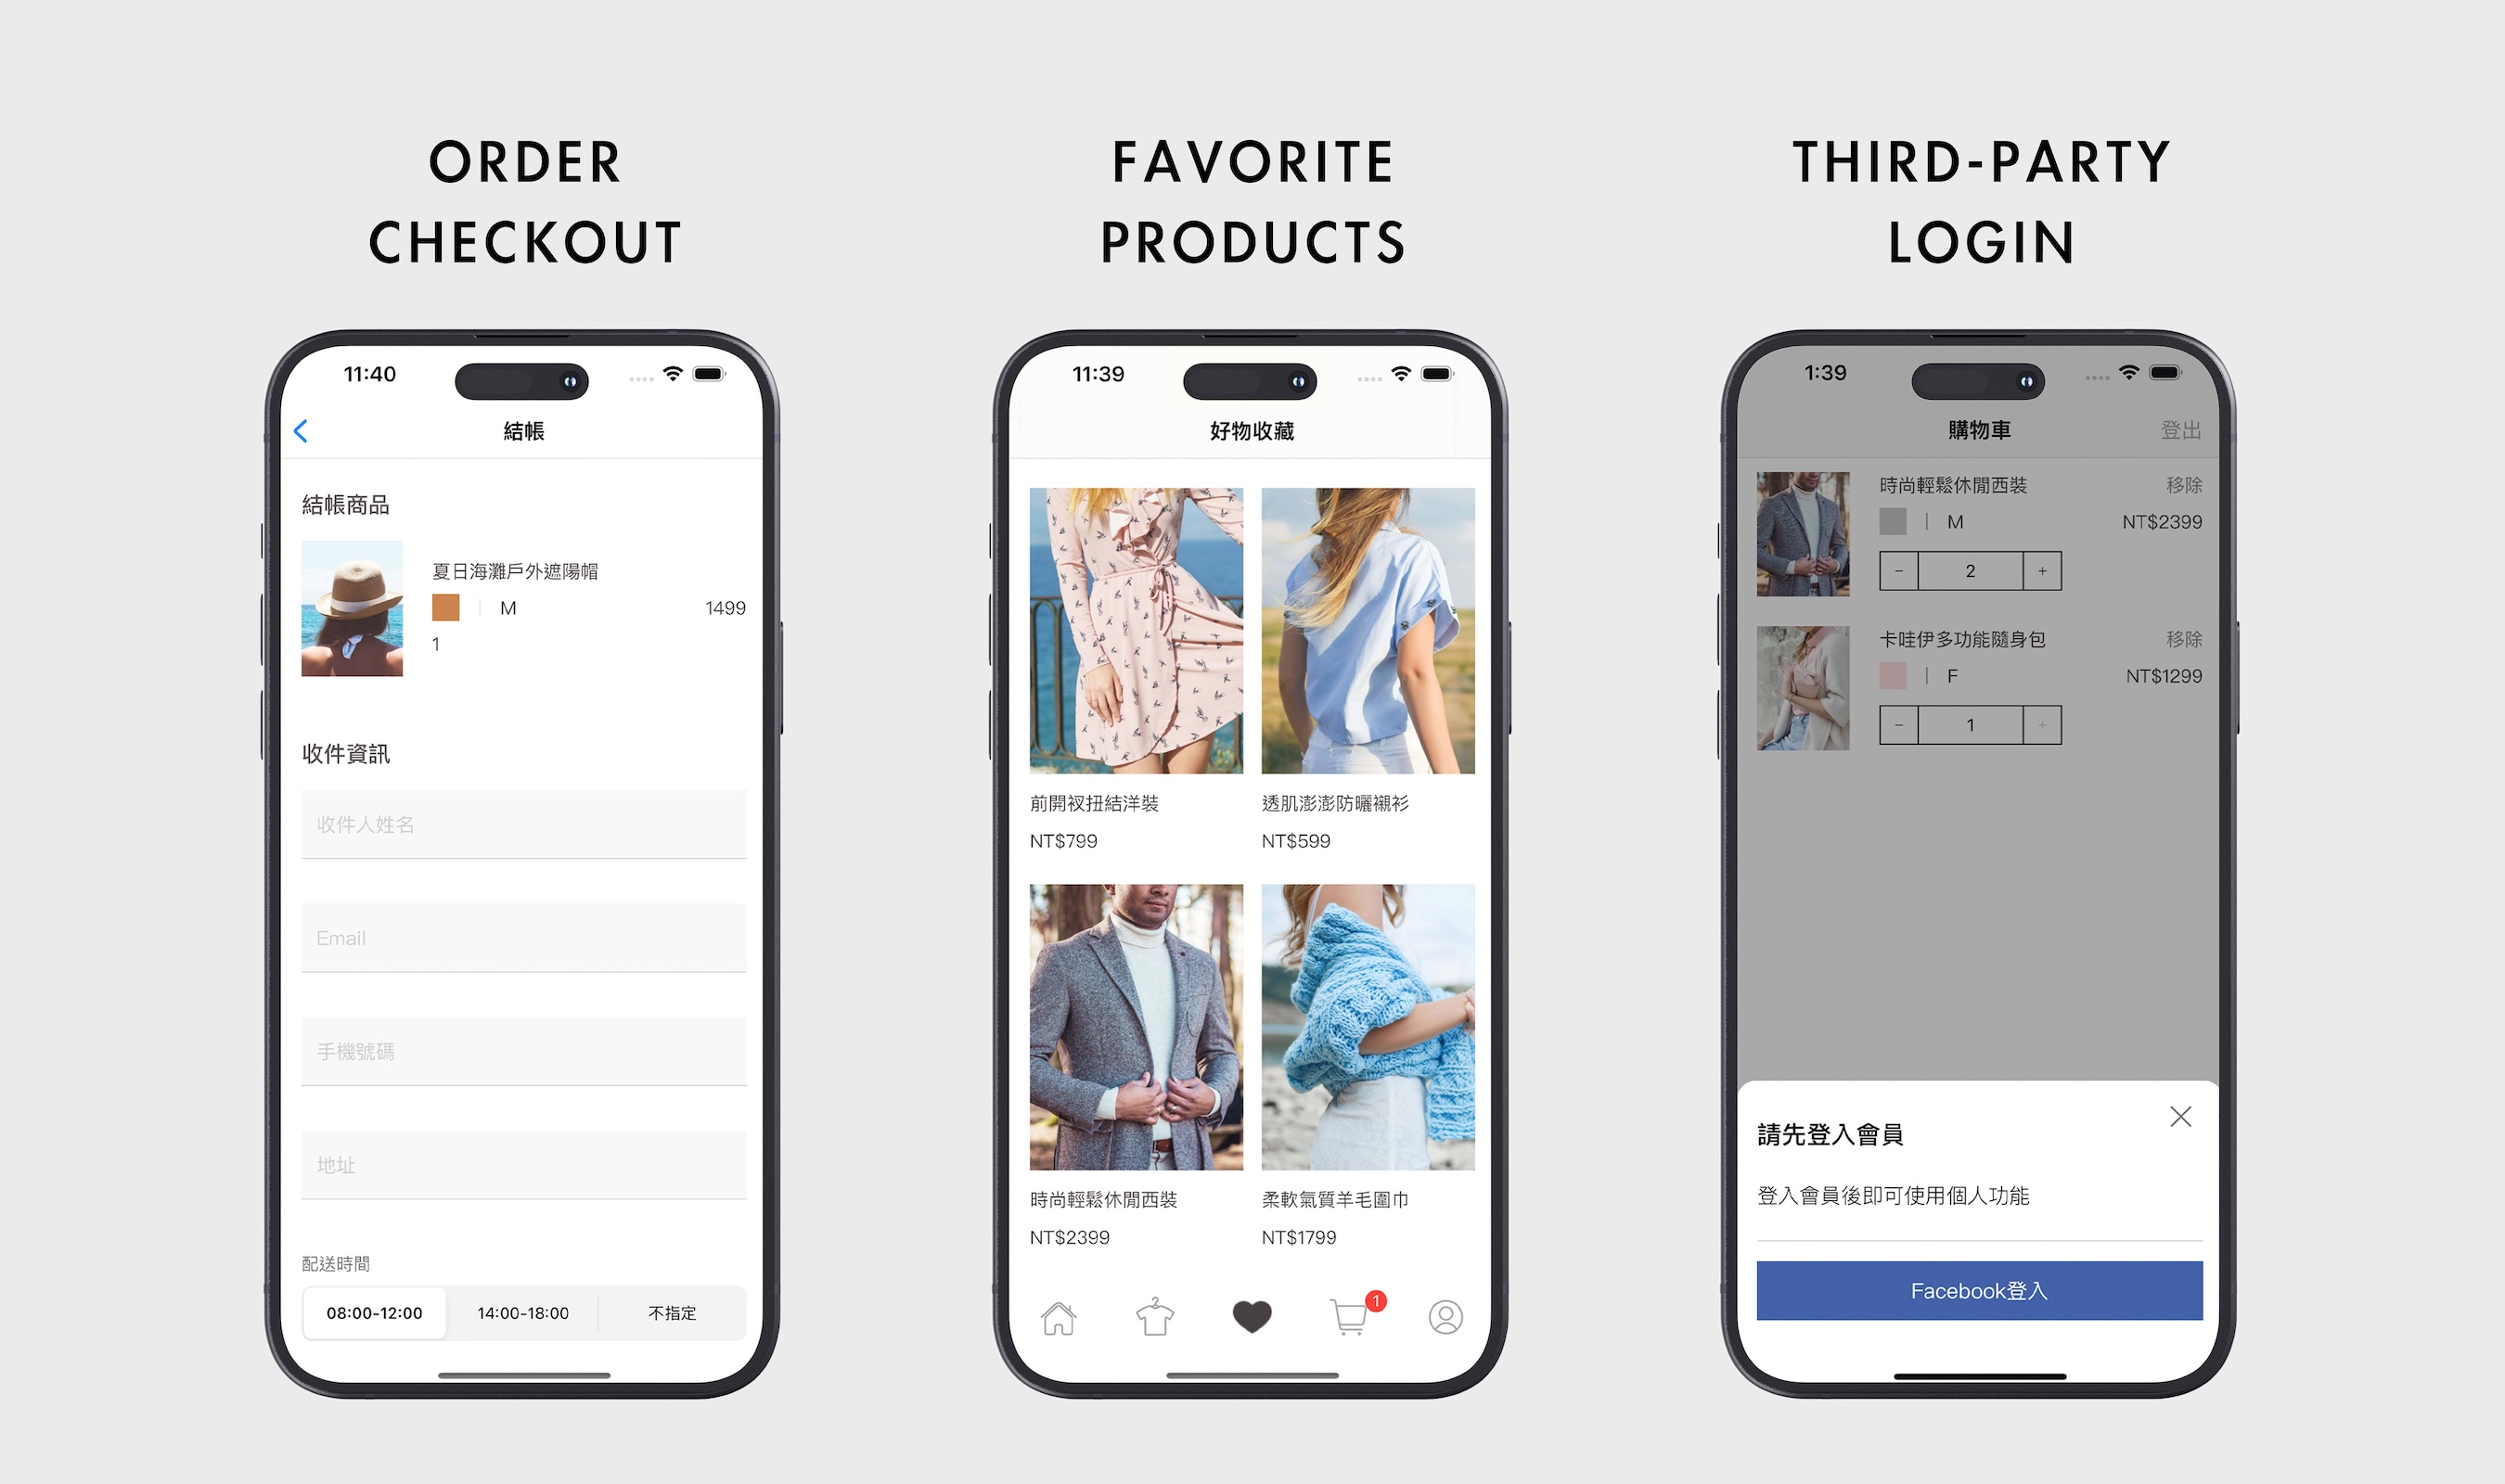 ORDER
CHECKOUT
11:40
結帳
結帳商品
夏日海灘戶外遮陽帽
M
1499
1
收件資訊
收件人姓名
Email
手機號碼
地址
配送時間
08:00-12:00
14:00-18:00
不指定
FAVORITE
PRODUCTS
11:39
好物收藏
前開衩扭結洋裝
透肌澎澎防曬襯衫
NT$799
NT$599
時尚輕鬆休閒西裝
柔軟氣質羊毛圍巾
NT$2399
NT$1799
1
THIRD-PARTY
LOGIN
1:39
購物車
登出
時尚輕鬆休閒西裝
移除
M
NT$2399
- 2 +
卡哇伊多功能隨身包
移除
F
NT$1299
- 1 +
請先登入會員
登入會員後即可使用個人功能
Facebook登入